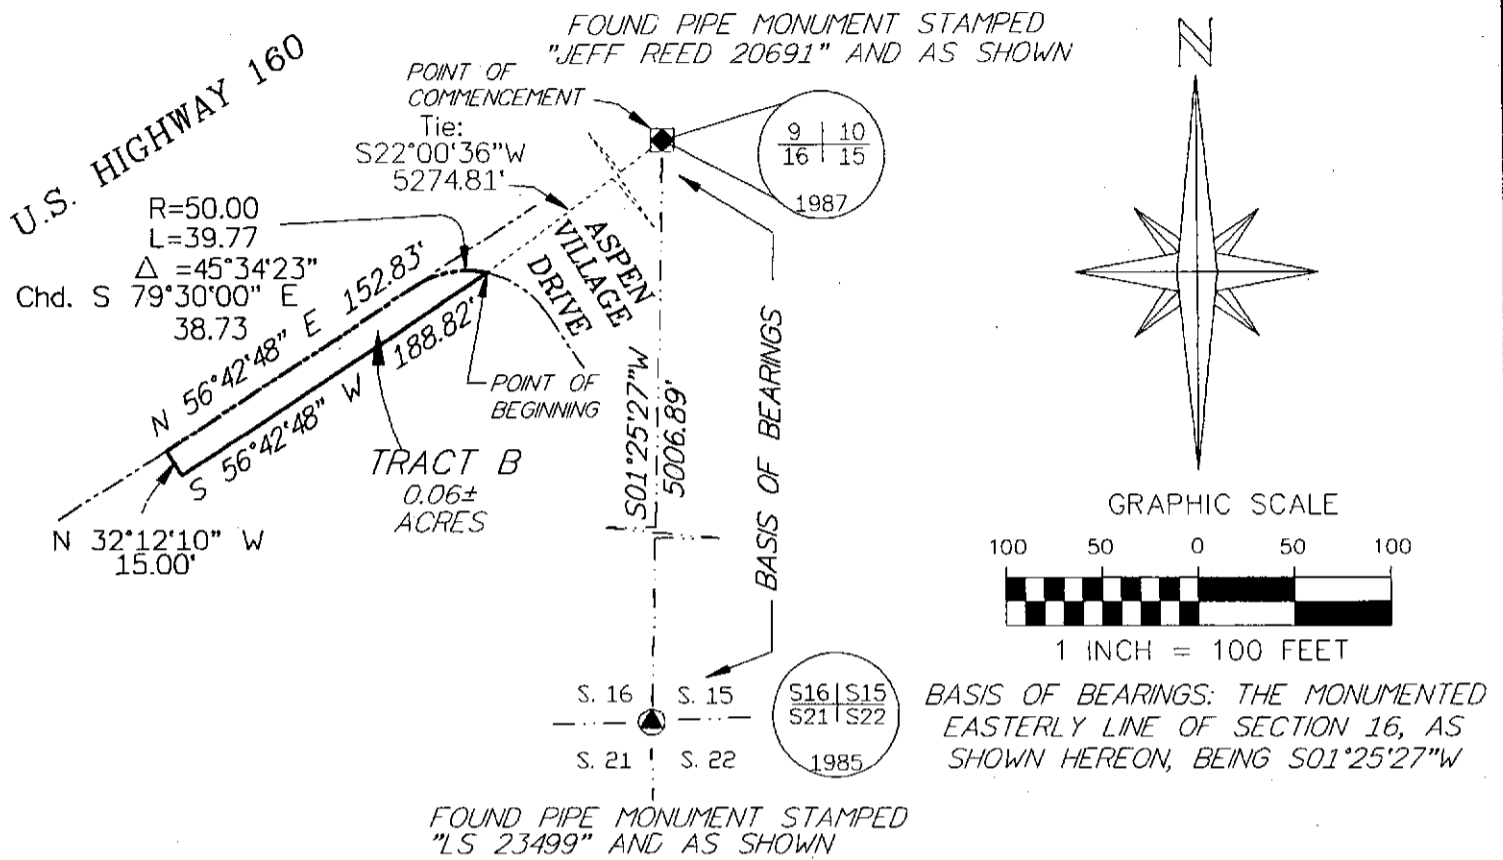 FOUND PIPE MONUMENT STAMPED
"JEFF REED 20691" AND AS SHOWN
N
U.S. HIGHWAY 160
POINT OF
COMMENCEMENT
Tie:
S22°00'36"W
5274.81'
9 10
16 15
1987
R=50.00
L=39.77
Δ =45°34'23"
Chd. S 79°30'00" E
38.73
ASPEN
VILLAGE
DRIVE
N 56°42'48" E 152.83'
S 56°42'48" W 188.82'
POINT OF
BEGINNING
TRACT B
0.06±
ACRES
N 32°12'10" W
15.00'
S01°25'27"W
5006.89'
BASIS OF BEARINGS
GRAPHIC SCALE
100 50 0 50 100
1 INCH = 100 FEET
S. 16 S. 15
S. 21 S. 22
S16 S15
S21 S22
1985
BASIS OF BEARINGS: THE MONUMENTED
EASTERLY LINE OF SECTION 16, AS
SHOWN HEREON, BEING S01°25'27"W
FOUND PIPE MONUMENT STAMPED
"LS 23499" AND AS SHOWN